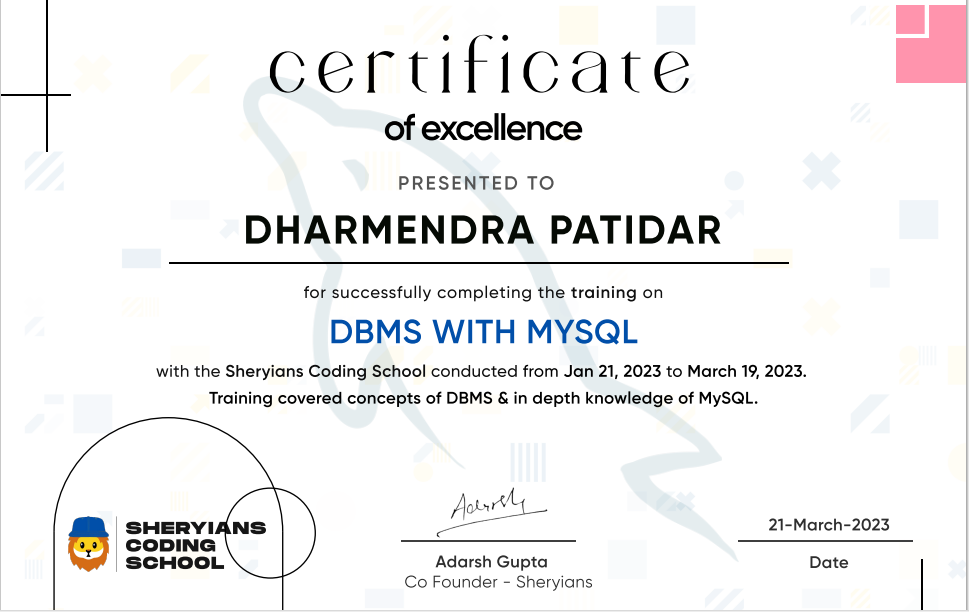 certificate
of excellence
PRESENTED TO
DHARMENDRA PATIDAR
for successfully completing the training on
DBMS WITH MYSQL
with the Sheryians Coding School conducted from Jan 21, 2023 to March 19, 2023.
Training covered concepts of DBMS & in depth knowledge of MySQL.
SHERYIANS
CODING
SCHOOL
Adarsh
Adarsh Gupta
Co Founder - Sheryians
21-March-2023
Date